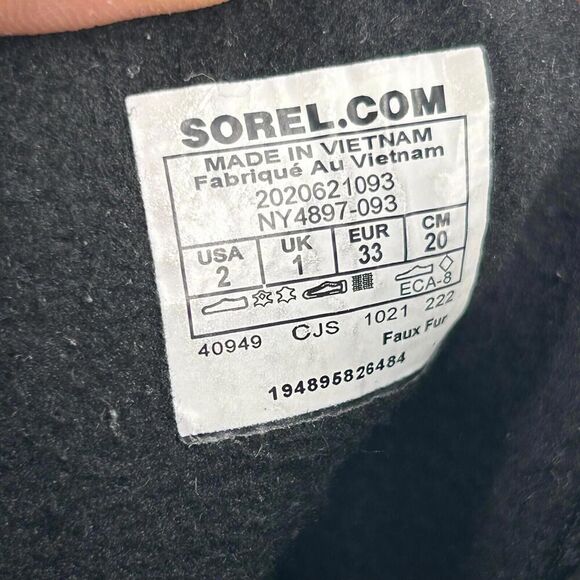 SOREL.COM
MADE IN VIETNAM
Fabriqué Au Vietnam
2020621093
NY4897-093
USA UK EUR CM
2 1 33 20
ECA-8
40949 CJS 1021 222
Faux Fur
194895826484